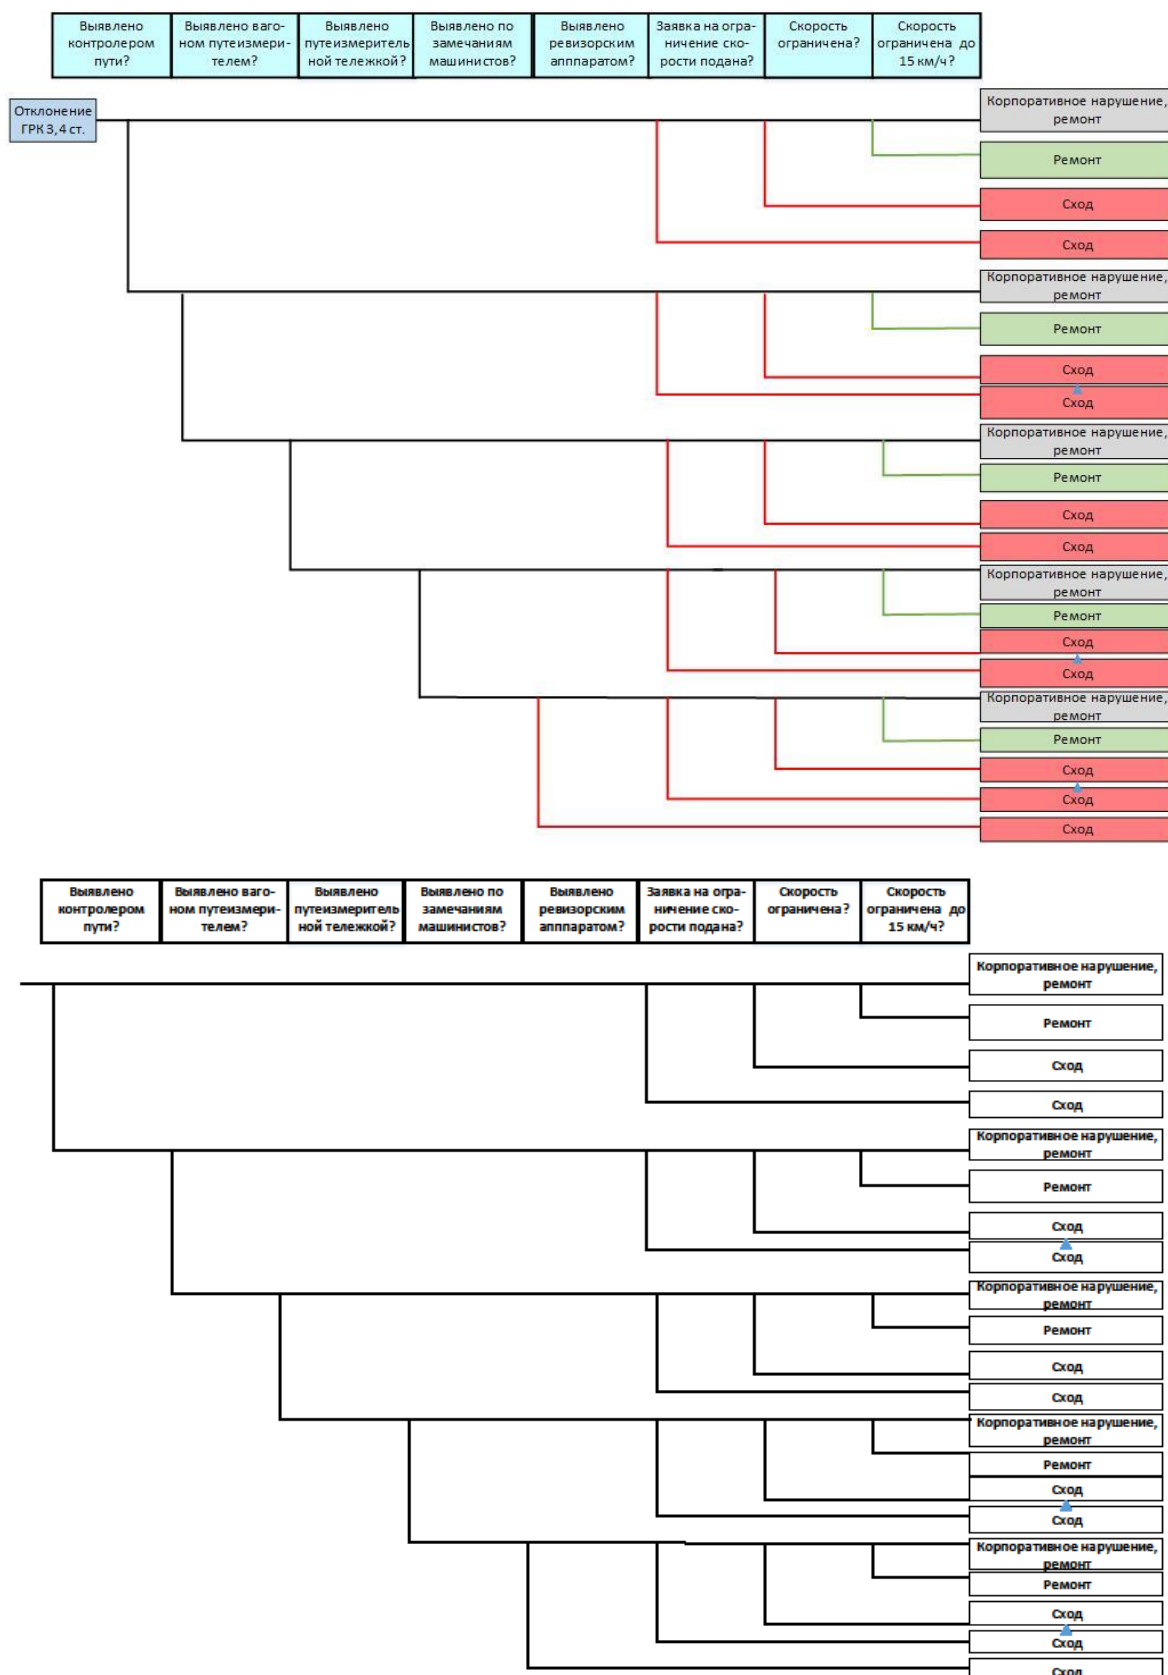 Выявлено
контролером
пути?
Выявлено ваго-
ном путеизмери-
телем?
Выявлено
путеизмеритель
ной тележкой?
Выявлено по
замечаниям
машинистов?
Выявлено
ревизорским
апппаратом?
Заявка на огра-
ничение ско-
рости подана?
Скорость
ограничена?
Скорость
ограничена до
15 км/ч?
Отклонение
ГРК 3, 4 ст.
Корпоративное нарушение,
ремонт
Ремонт
Сход
Сход
Корпоративное нарушение,
ремонт
Ремонт
Сход
Сход
Корпоративное нарушение,
ремонт
Ремонт
Сход
Сход
Корпоративное нарушение,
ремонт
Ремонт
Сход
Сход
Корпоративное нарушение,
ремонт
Ремонт
Сход
Сход
Сход
Выявлено
контролером
пути?
Выявлено ваго-
ном путеизмери-
телем?
Выявлено
путеизмеритель
ной тележкой?
Выявлено по
замечаниям
машинистов?
Выявлено
ревизорским
апппаратом?
Заявка на огра-
ничение ско-
рости подана?
Скорость
ограничена?
Скорость
ограничена до
15 км/ч?
Корпоративное нарушение,
ремонт
Ремонт
Сход
Сход
Корпоративное нарушение,
ремонт
Ремонт
Сход
Сход
Корпоративное нарушение,
ремонт
Ремонт
Сход
Сход
Корпоративное нарушение,
ремонт
Ремонт
Сход
Сход
Корпоративное нарушение,
ремонт
Ремонт
Сход
Сход
Сход